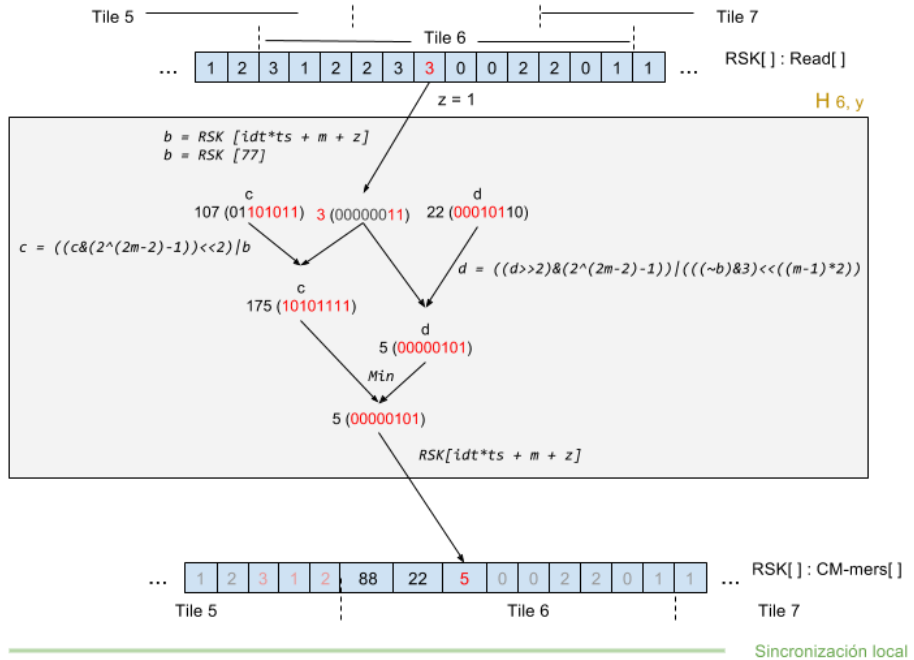 Tile 5 Tile 7
Tile 6
... 1 2 3 1 2 2 3 3 0 0 2 2 0 1 1 ... RSK[ ] : Read[ ]
z = 1
H 6, y
b = RSK [idt*ts + m + z]
b = RSK [77]
c d
107 (01101011) 3 (00000011) 22 (00010110)
c = ((c&(2^(2m-2)-1))<<2)|b
d = ((d>>2)&(2^(2m-2)-1))|(((~b)&3)<<((m-1)*2))
c
175 (10101111)
d
5 (00000101)
Min
5 (00000101)
RSK[idt*ts + m + z]
... 1 2 3 1 2 88 22 5 0 0 2 2 0 1 1 ... RSK[ ] : CM-mers[ ]
Tile 5 Tile 6 Tile 7
Sincronización local